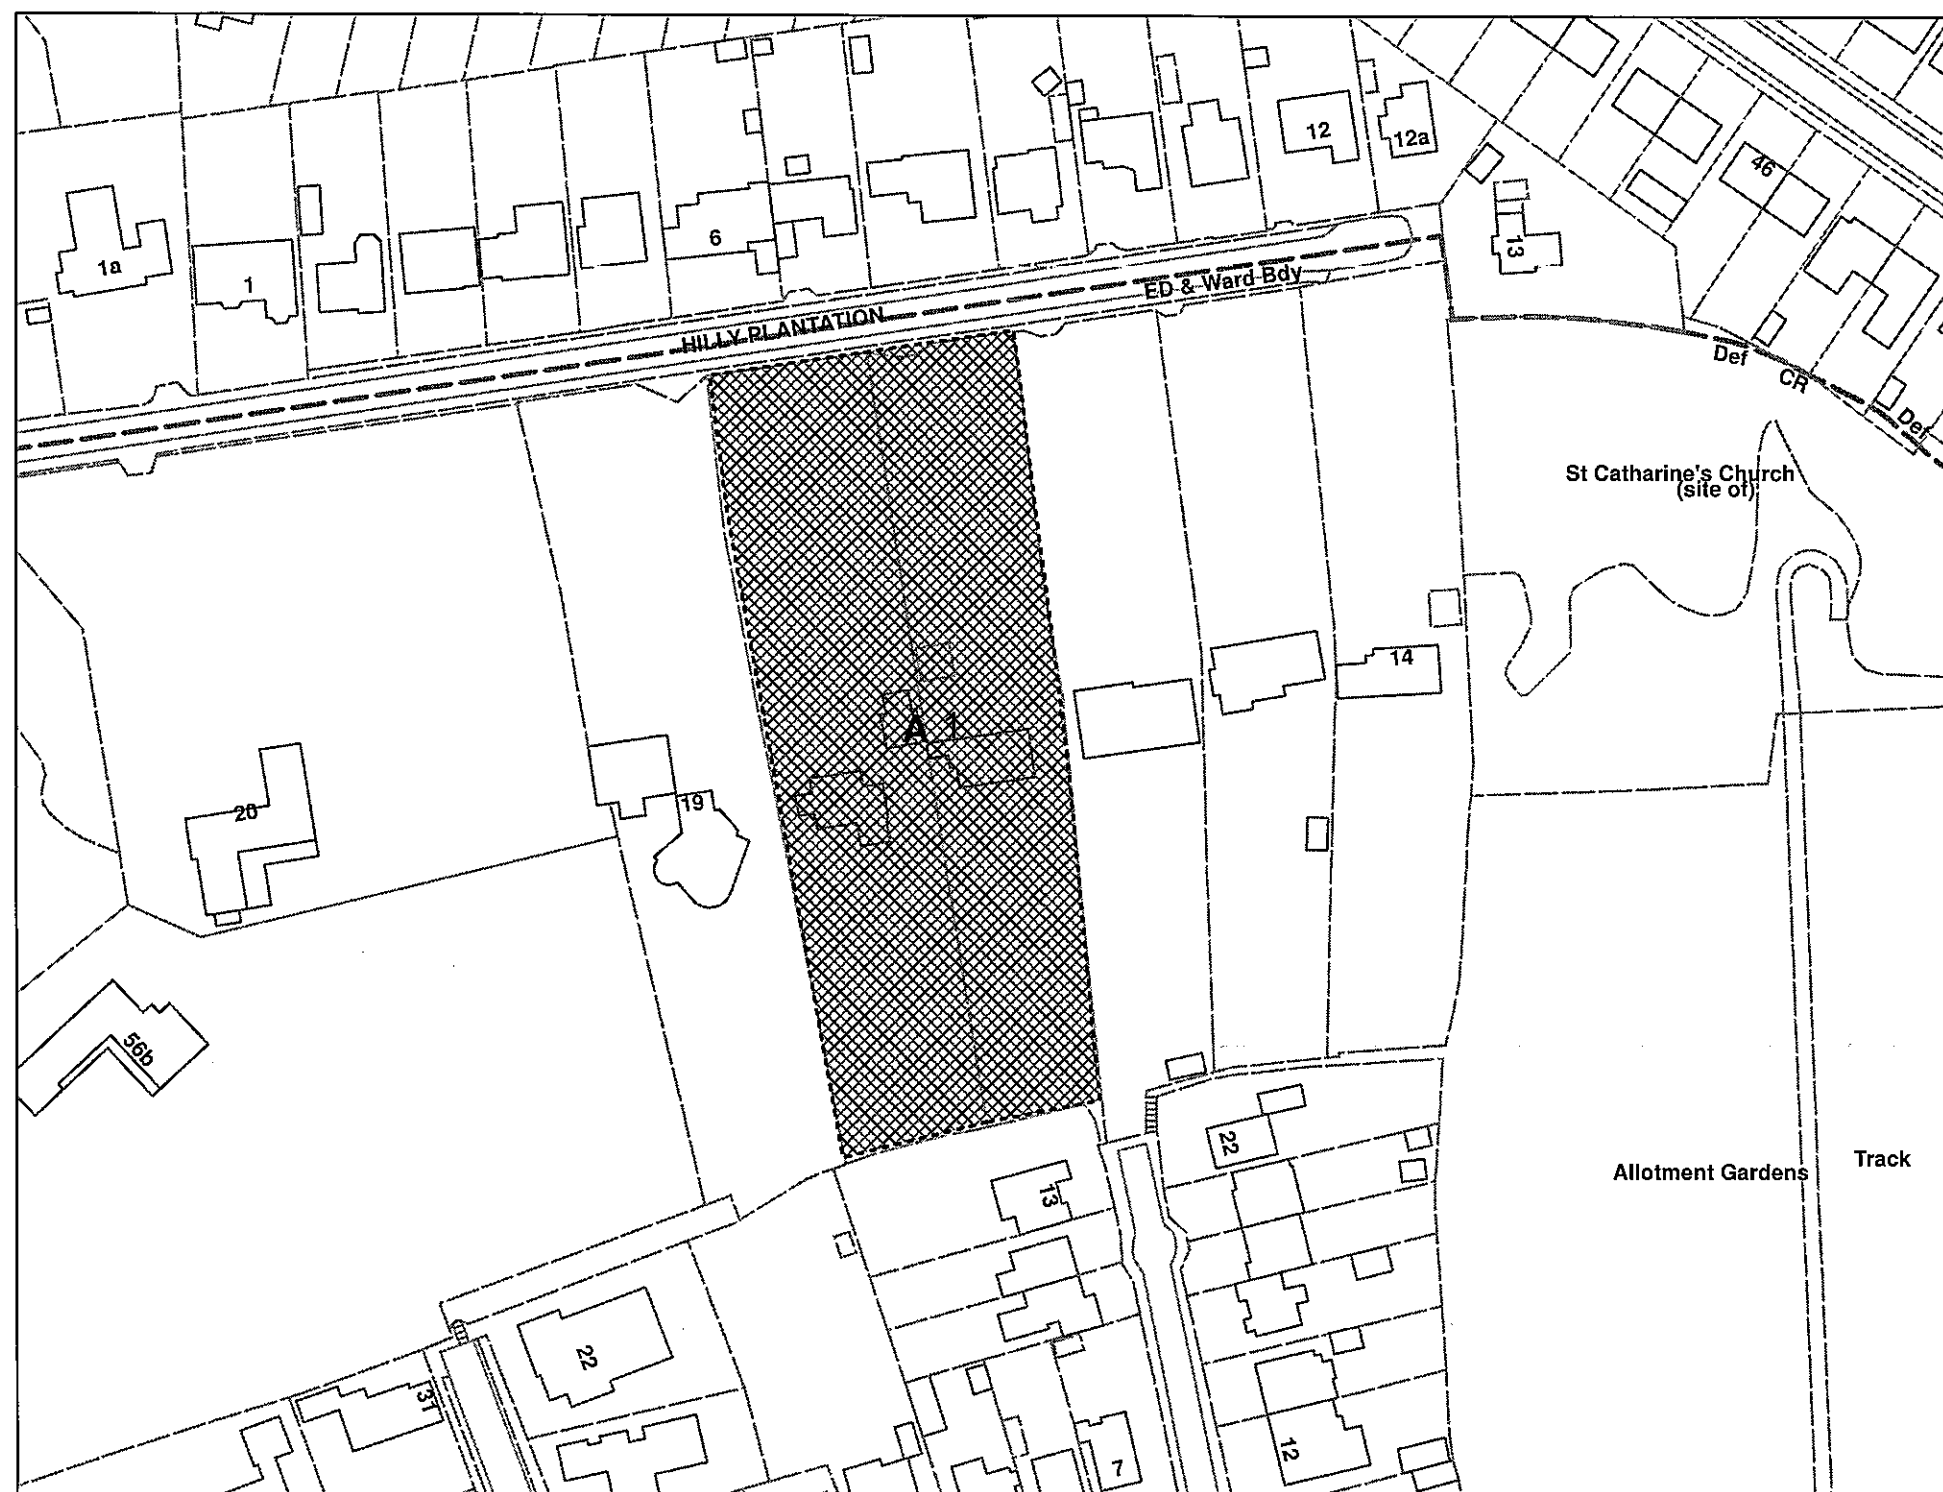 12
12a
46
13
1a
1
6
ED & Ward Bdy
HILLY PLANTATION
Def
CR
Def
St Catharine's Church
(site of)
14
A 1
20
19
56b
22
13
Allotment Gardens
Track
22
31
12
7